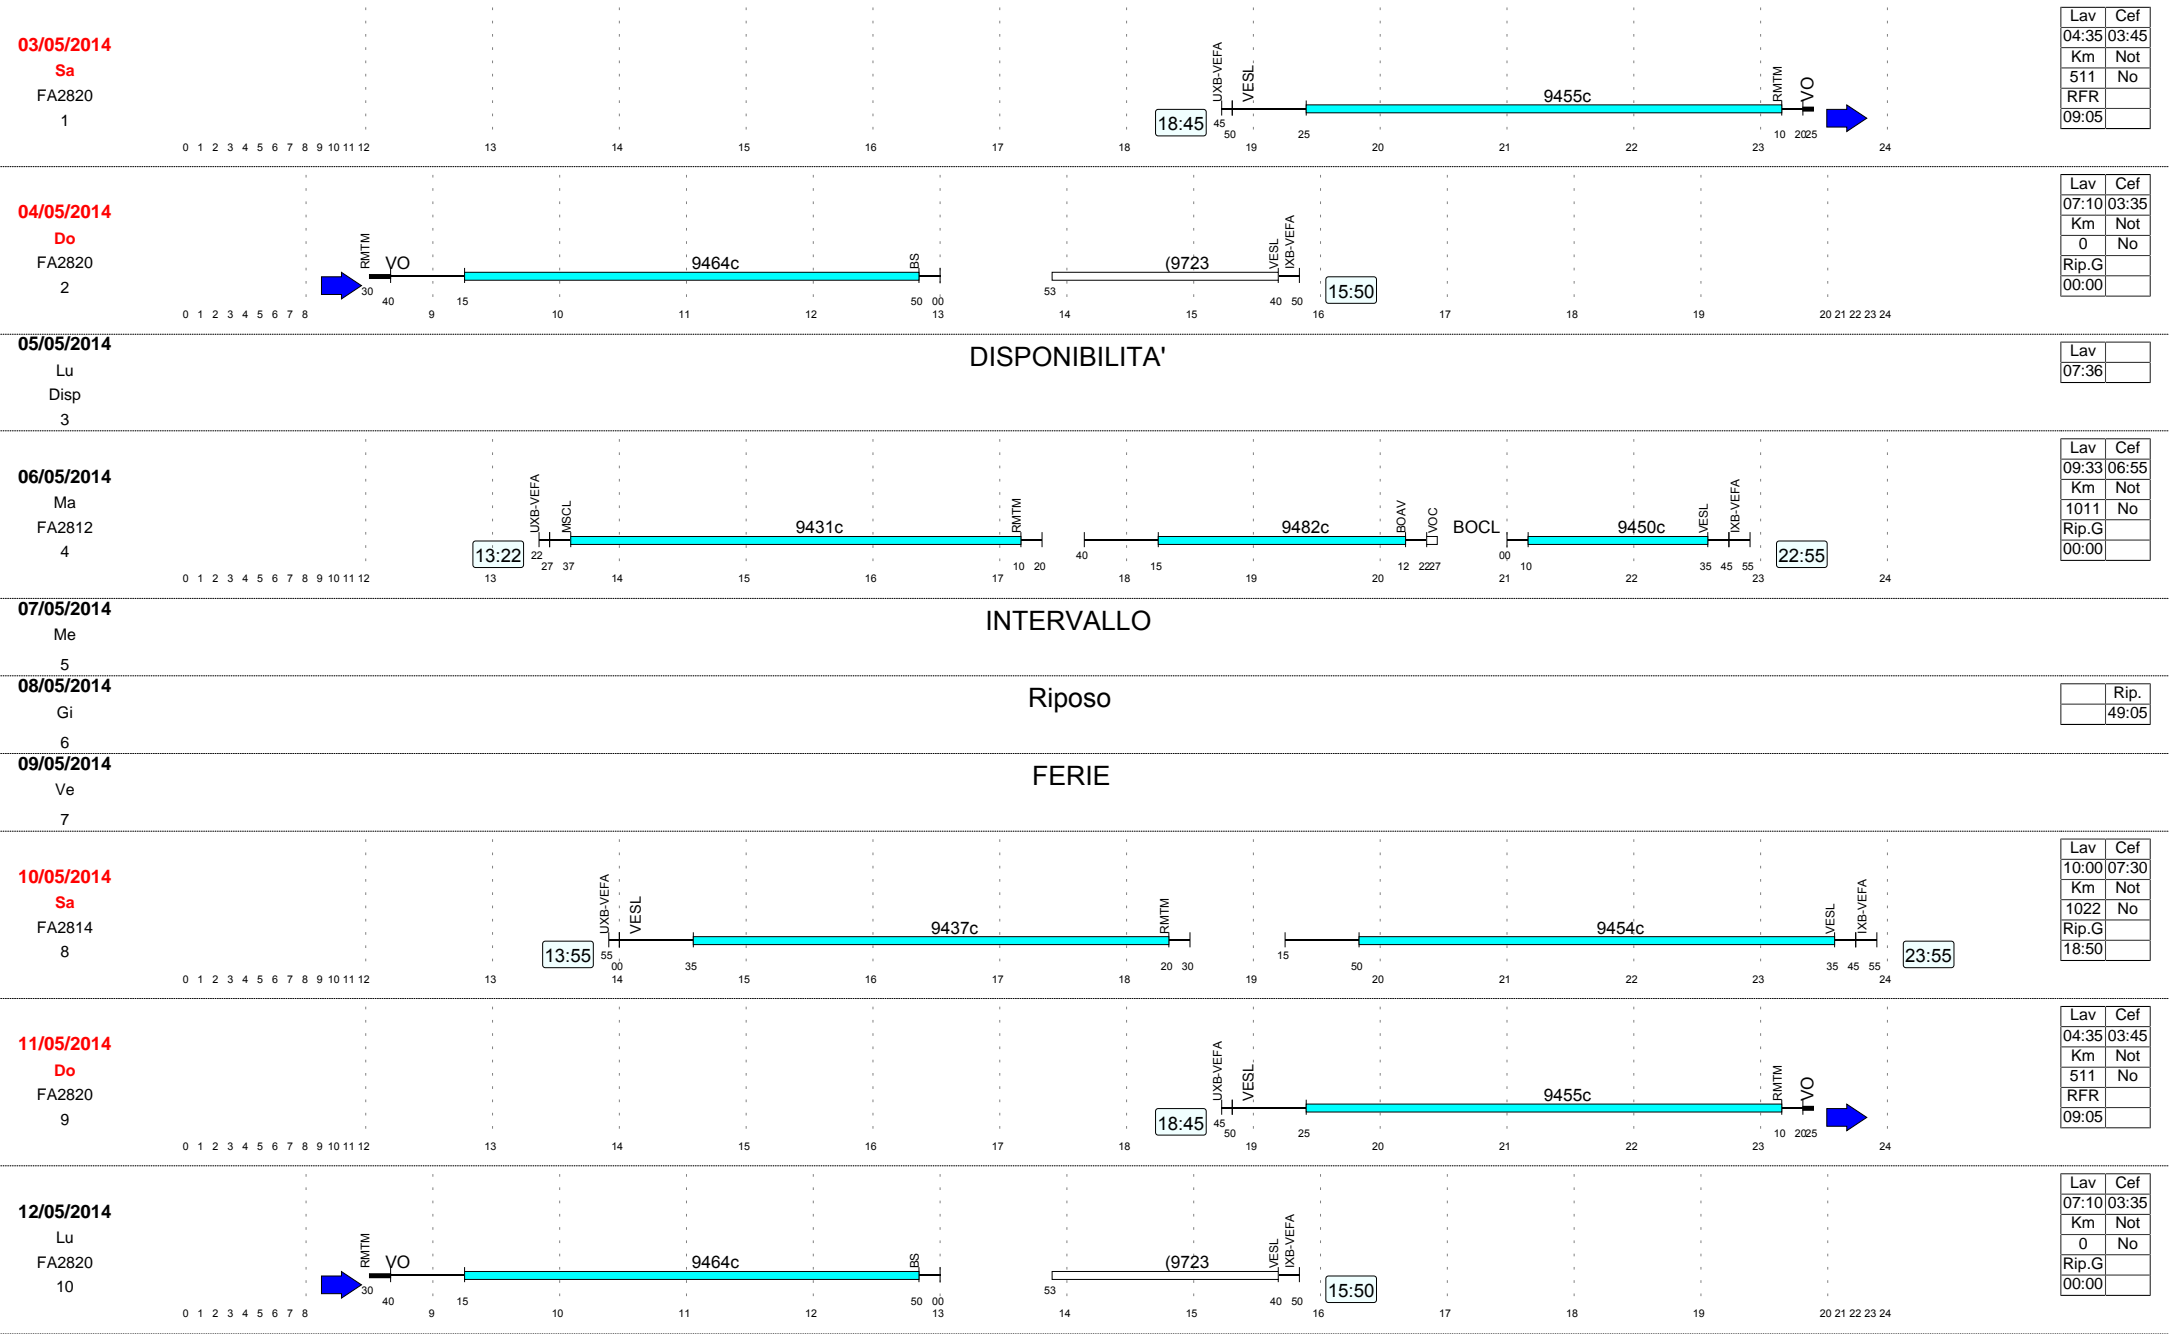 03/05/2014
Sa
FA2820
1
18:45
UXB-VEFA
VESL
9455c
RMTM
VO
45 50 25 10 20 25
0 1 2 3 4 5 6 7 8 9 10 11 12 13 14 15 16 17 18 19 20 21 22 23 24
Lav Cef
04:35 03:45
Km Not
511 No
RFR
09:05
04/05/2014
Do
FA2820
2
RMTM
VO
9464c
BS
(9723
VESL
IXB-VEFA
15:50
30 40 15 50 00 53 40 50
0 1 2 3 4 5 6 7 8 9 10 11 12 13 14 15 16 17 18 19 20 21 22 23 24
Lav Cef
07:10 03:35
Km Not
0 No
Rip.G
00:00
05/05/2014
Lu
Disp
3
DISPONIBILITA'
Lav
07:36
06/05/2014
Ma
FA2812
4
13:22
UXB-VEFA
MSCL
9431c
RMTM
9482c
BOAV
VOC
BOCL
9450c
VESL
IXB-VEFA
22:55
22 27 37 10 20 40 15 12 22 27 00 10 35 45 55
0 1 2 3 4 5 6 7 8 9 10 11 12 13 14 15 16 17 18 19 20 21 22 23 24
Lav Cef
09:33 06:55
Km Not
1011 No
Rip.G
00:00
07/05/2014
Me
5
INTERVALLO
08/05/2014
Gi
6
Riposo
Rip.
49:05
09/05/2014
Ve
7
FERIE
10/05/2014
Sa
FA2814
8
13:55
UXB-VEFA
VESL
9437c
RMTM
9454c
VESL
IXB-VEFA
23:55
55 00 35 20 30 15 50 35 45 55
0 1 2 3 4 5 6 7 8 9 10 11 12 13 14 15 16 17 18 19 20 21 22 23 24
Lav Cef
10:00 07:30
Km Not
1022 No
Rip.G
18:50
11/05/2014
Do
FA2820
9
18:45
UXB-VEFA
VESL
9455c
RMTM
VO
45 50 25 10 20 25
0 1 2 3 4 5 6 7 8 9 10 11 12 13 14 15 16 17 18 19 20 21 22 23 24
Lav Cef
04:35 03:45
Km Not
511 No
RFR
09:05
12/05/2014
Lu
FA2820
10
RMTM
VO
9464c
BS
(9723
VESL
IXB-VEFA
15:50
30 40 15 50 00 53 40 50
0 1 2 3 4 5 6 7 8 9 10 11 12 13 14 15 16 17 18 19 20 21 22 23 24
Lav Cef
07:10 03:35
Km Not
0 No
Rip.G
00:00